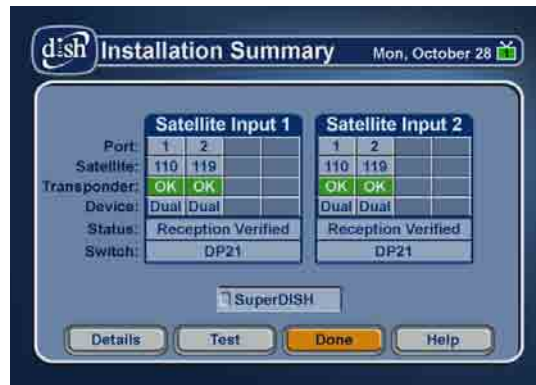 dish Installation Summary Mon, October 28 1
Satellite Input 1 Satellite Input 2
Port: 1 2 1 2
Satellite: 110 119 110 119
Transponder: OK OK OK OK
Device: Dual Dual Dual Dual
Status: Reception Verified Reception Verified
Switch: DP21 DP21
SuperDISH
Details Test Done Help